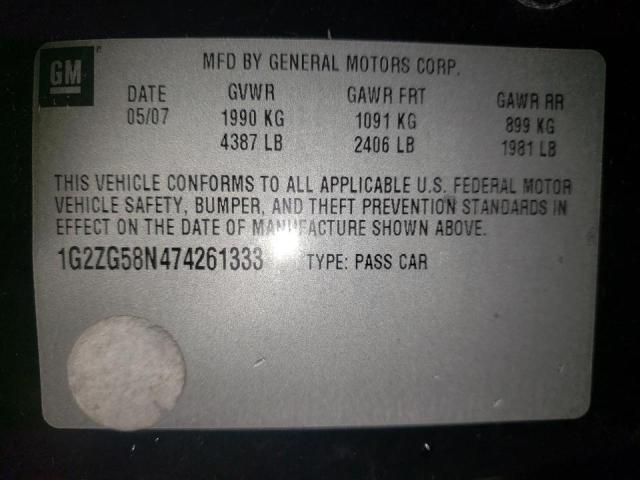 GM
MFD BY GENERAL MOTORS CORP.
DATE GVWR GAWR FRT GAWR RR
05/07 1990 KG 1091 KG 899 KG
4387 LB 2406 LB 1981 LB
THIS VEHICLE CONFORMS TO ALL APPLICABLE U.S. FEDERAL MOTOR
VEHICLE SAFETY, BUMPER, AND THEFT PREVENTION STANDARDS IN
EFFECT ON THE DATE OF MANUFACTURE SHOWN ABOVE.
1G2ZG58N474261333 TYPE: PASS CAR